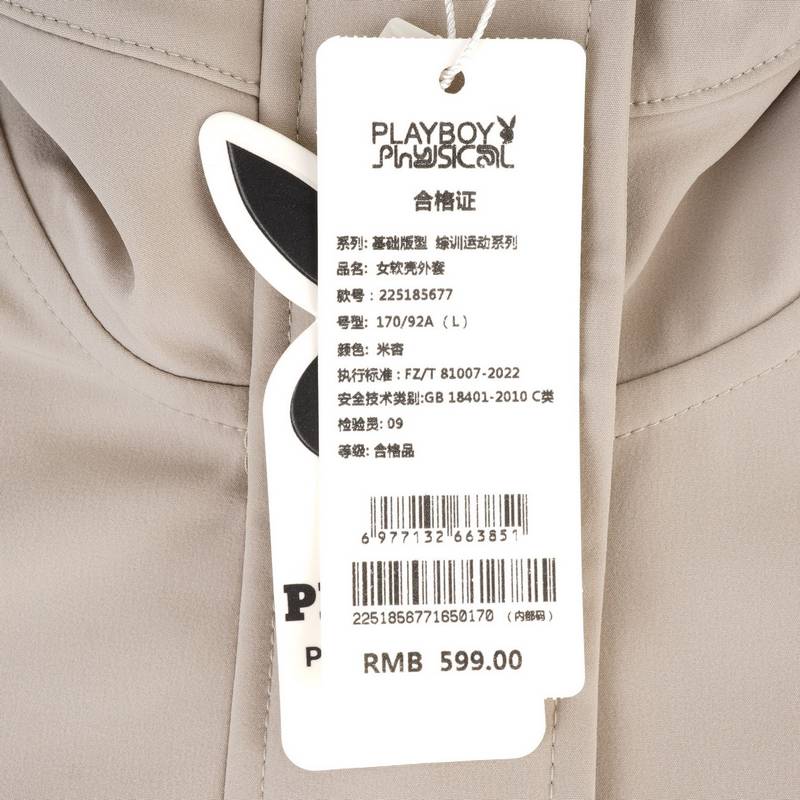 PLAYBOY
PhYSICAL
合格证
系列: 基础版型 综训运动系列
品名: 女软壳外套
款号: 225185677
号型: 170/92A (L)
颜色: 米杏
执行标准: FZ/T 81007-2022
安全技术类别:GB 18401-2010 C类
检验员: 09
等级: 合格品
6 977132 663851
2251856771650170 (内部码)
RMB 599.00
P
P